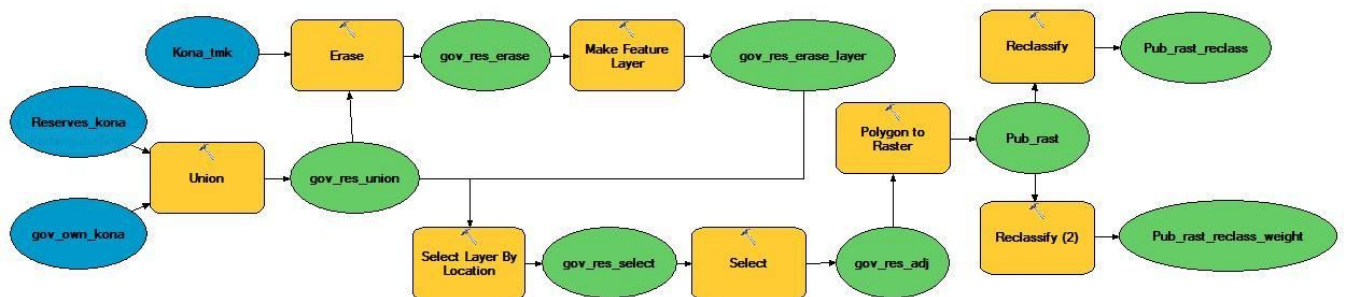 Kona_tmk
Erase
gov_res_erase
Make Feature
Layer
gov_res_erase_layer
Reclassify
Pub_rast_reclass
Reserves_kona
Union
gov_res_union
Polygon to
Raster
Pub_rast
gov_own_kona
Select Layer By
Location
gov_res_select
Select
gov_res_adj
Reclassify (2)
Pub_rast_reclass_weight